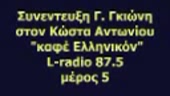 Συνεντευξη Γ. Γκιώνη
στον Κώστα Αντωνίου
"καφέ Ελληνικόν"
L-radio 87.5
μέρος 5